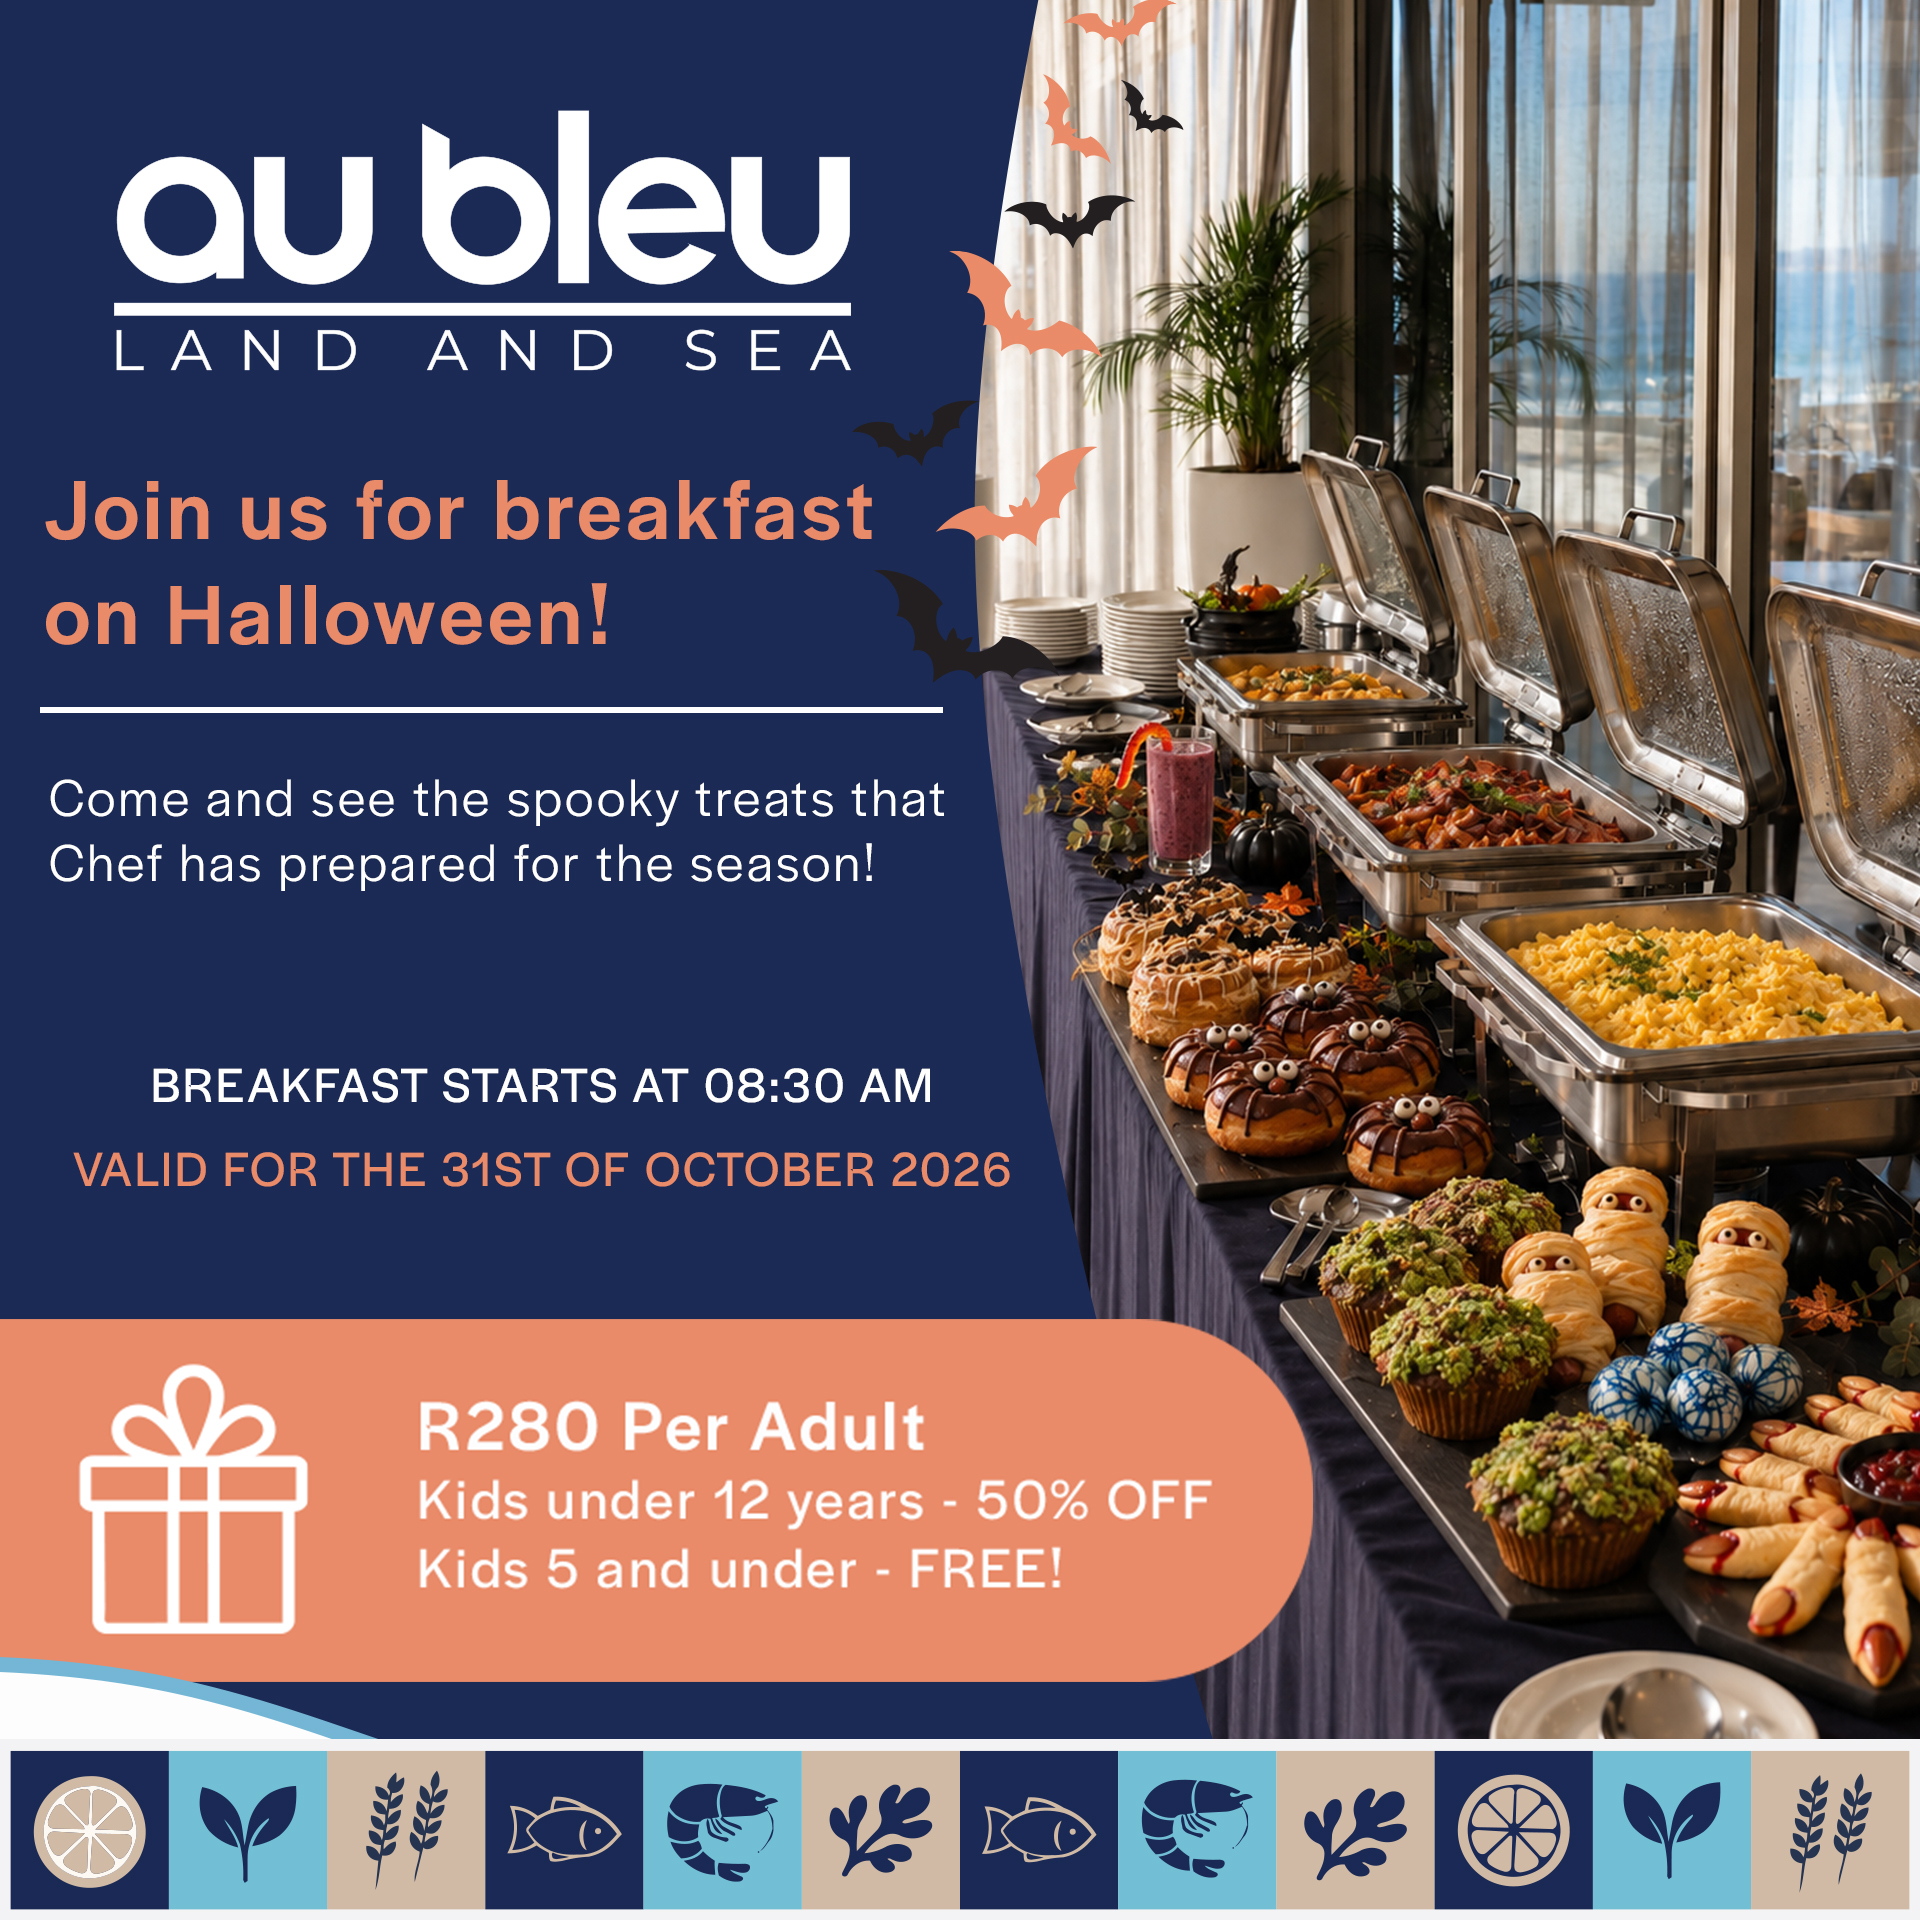 au bleu
LAND AND SEA
Join us for breakfast
on Halloween!
Come and see the spooky treats that
Chef has prepared for the season!
BREAKFAST STARTS AT 08:30 AM
VALID FOR THE 31ST OF OCTOBER 2026
R280 Per Adult
Kids under 12 years - 50% OFF
Kids 5 and under - FREE!